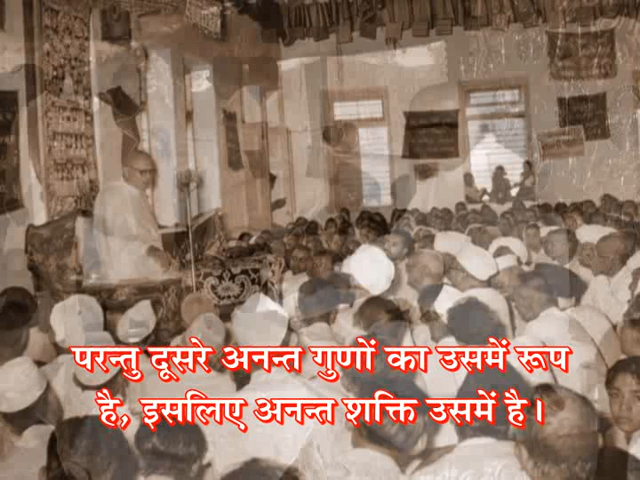 परन्तु दूसरे अनन्त गुणों का उसमें रूप
है, इसलिए अनन्त शक्ति उसमें है।